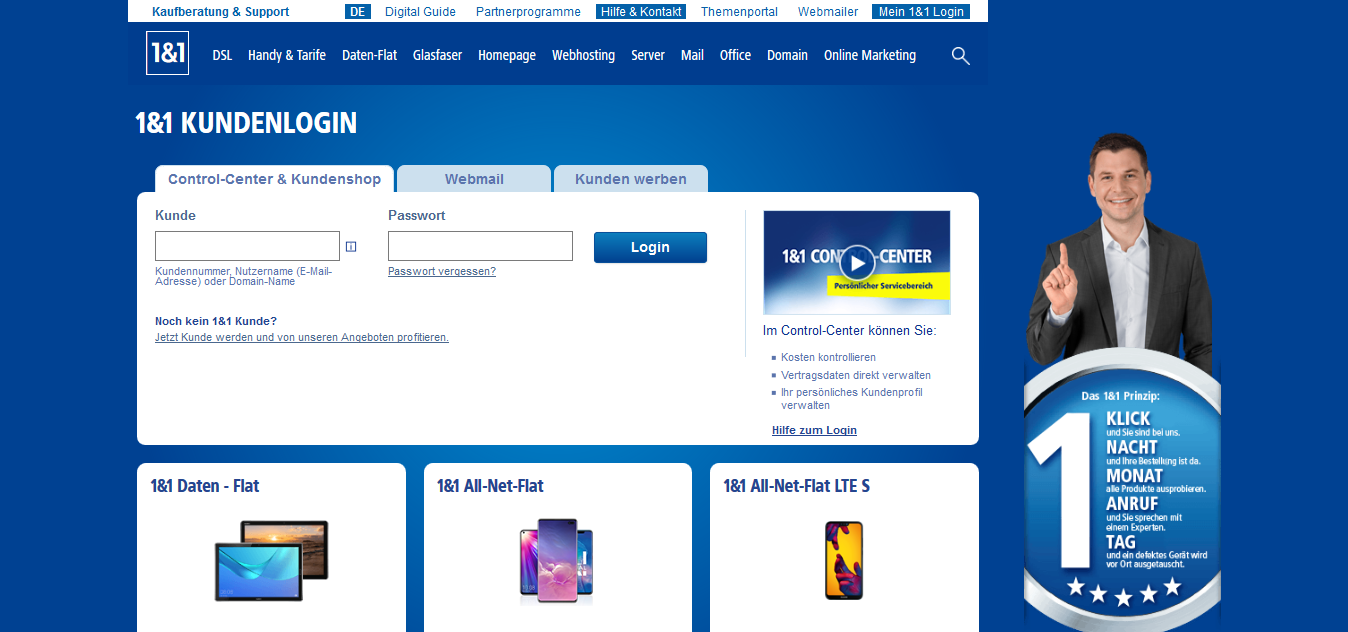 Kaufberatung & Support
DE Digital Guide Partnerprogramme Hilfe & Kontakt Themenportal Webmailer Mein 1&1 Login
1&1 DSL Handy & Tarife Daten-Flat Glasfaser Homepage Webhosting Server Mail Office Domain Online Marketing
1&1 KUNDENLOGIN
Control-Center & Kundenshop Webmail Kunden werben
Kunde Passwort
Login
Kundennummer, Nutzername (E-Mail-
Adresse) oder Domain-Name
Passwort vergessen?
Noch kein 1&1 Kunde?
Jetzt Kunde werden und von unseren Angeboten profitieren.
1&1 CONTROL-CENTER
Persönlicher Servicebereich
Im Control-Center können Sie:
Kosten kontrollieren
Vertragsdaten direkt verwalten
Ihr persönliches Kundenprofil
verwalten
Hilfe zum Login
Das 1&1 Prinzip:
1
KLICK
und Sie sind bei uns.
NACHT
und Ihre Bestellung ist da.
MONAT
alle Produkte ausprobieren.
ANRUF
und Sie sprechen mit
einem Experten.
TAG
und ein defektes Gerät wird
vor Ort ausgetauscht.
1&1 Daten - Flat
1&1 All-Net-Flat
1&1 All-Net-Flat LTE S